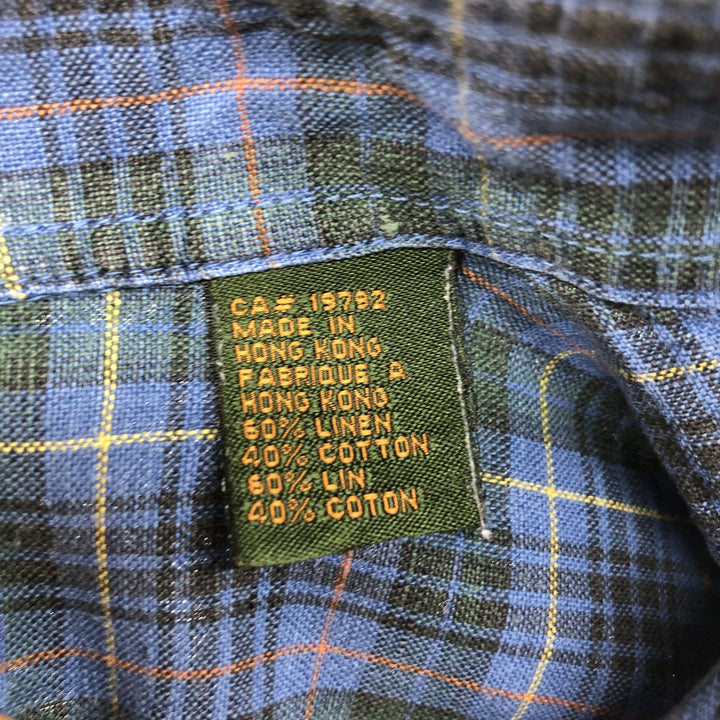 CA# 19792
MADE IN
HONG KONG
FABRIQUE A
HONG KONG
60% LINEN
40% COTTON
60% LIN
40% COTON